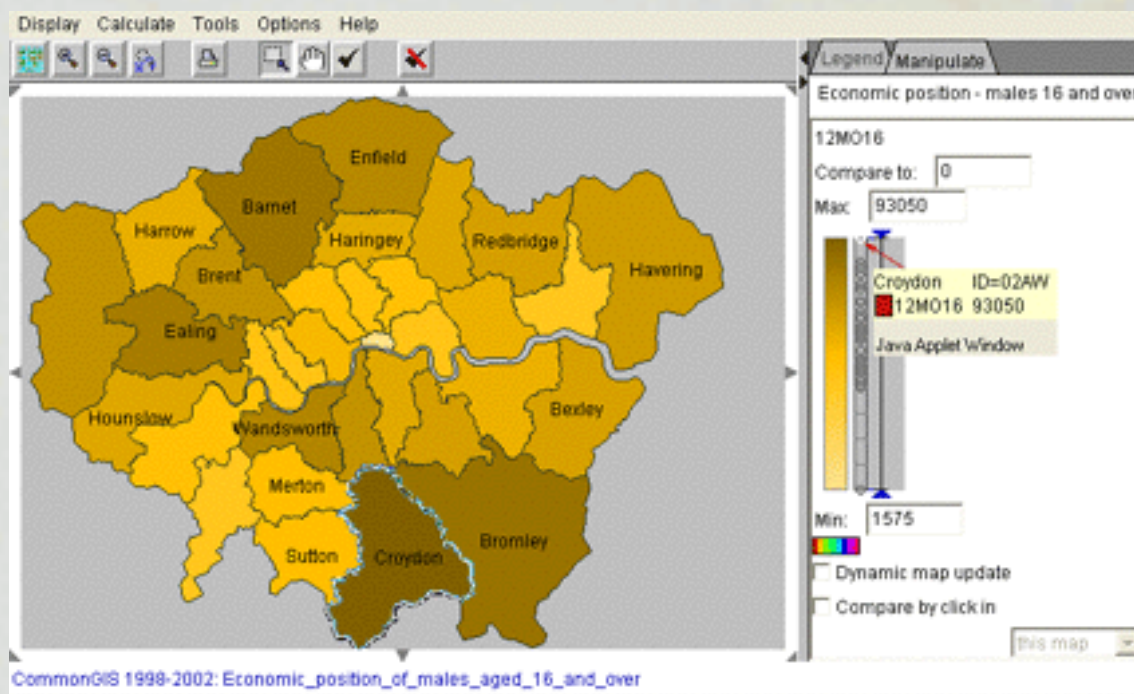 Display Calculate Tools Options Help
Legend Manipulate
Economic position - males 16 and over
12MO16
Compare to: 0
Max: 93050
Croydon ID=02AW
12MO16 93050
Java Applet Window
Min: 1575
Dynamic map update
Compare by click in
this map
Enfield
Barnet
Harrow
Haringey
Redbridge
Brent
Havering
Ealing
Hounslow
Wandsworth
Bexley
Merton
Sutton
Croydon
Bromley
CommonGIS 1998-2002: Economic_position_of_males_aged_16_and_over